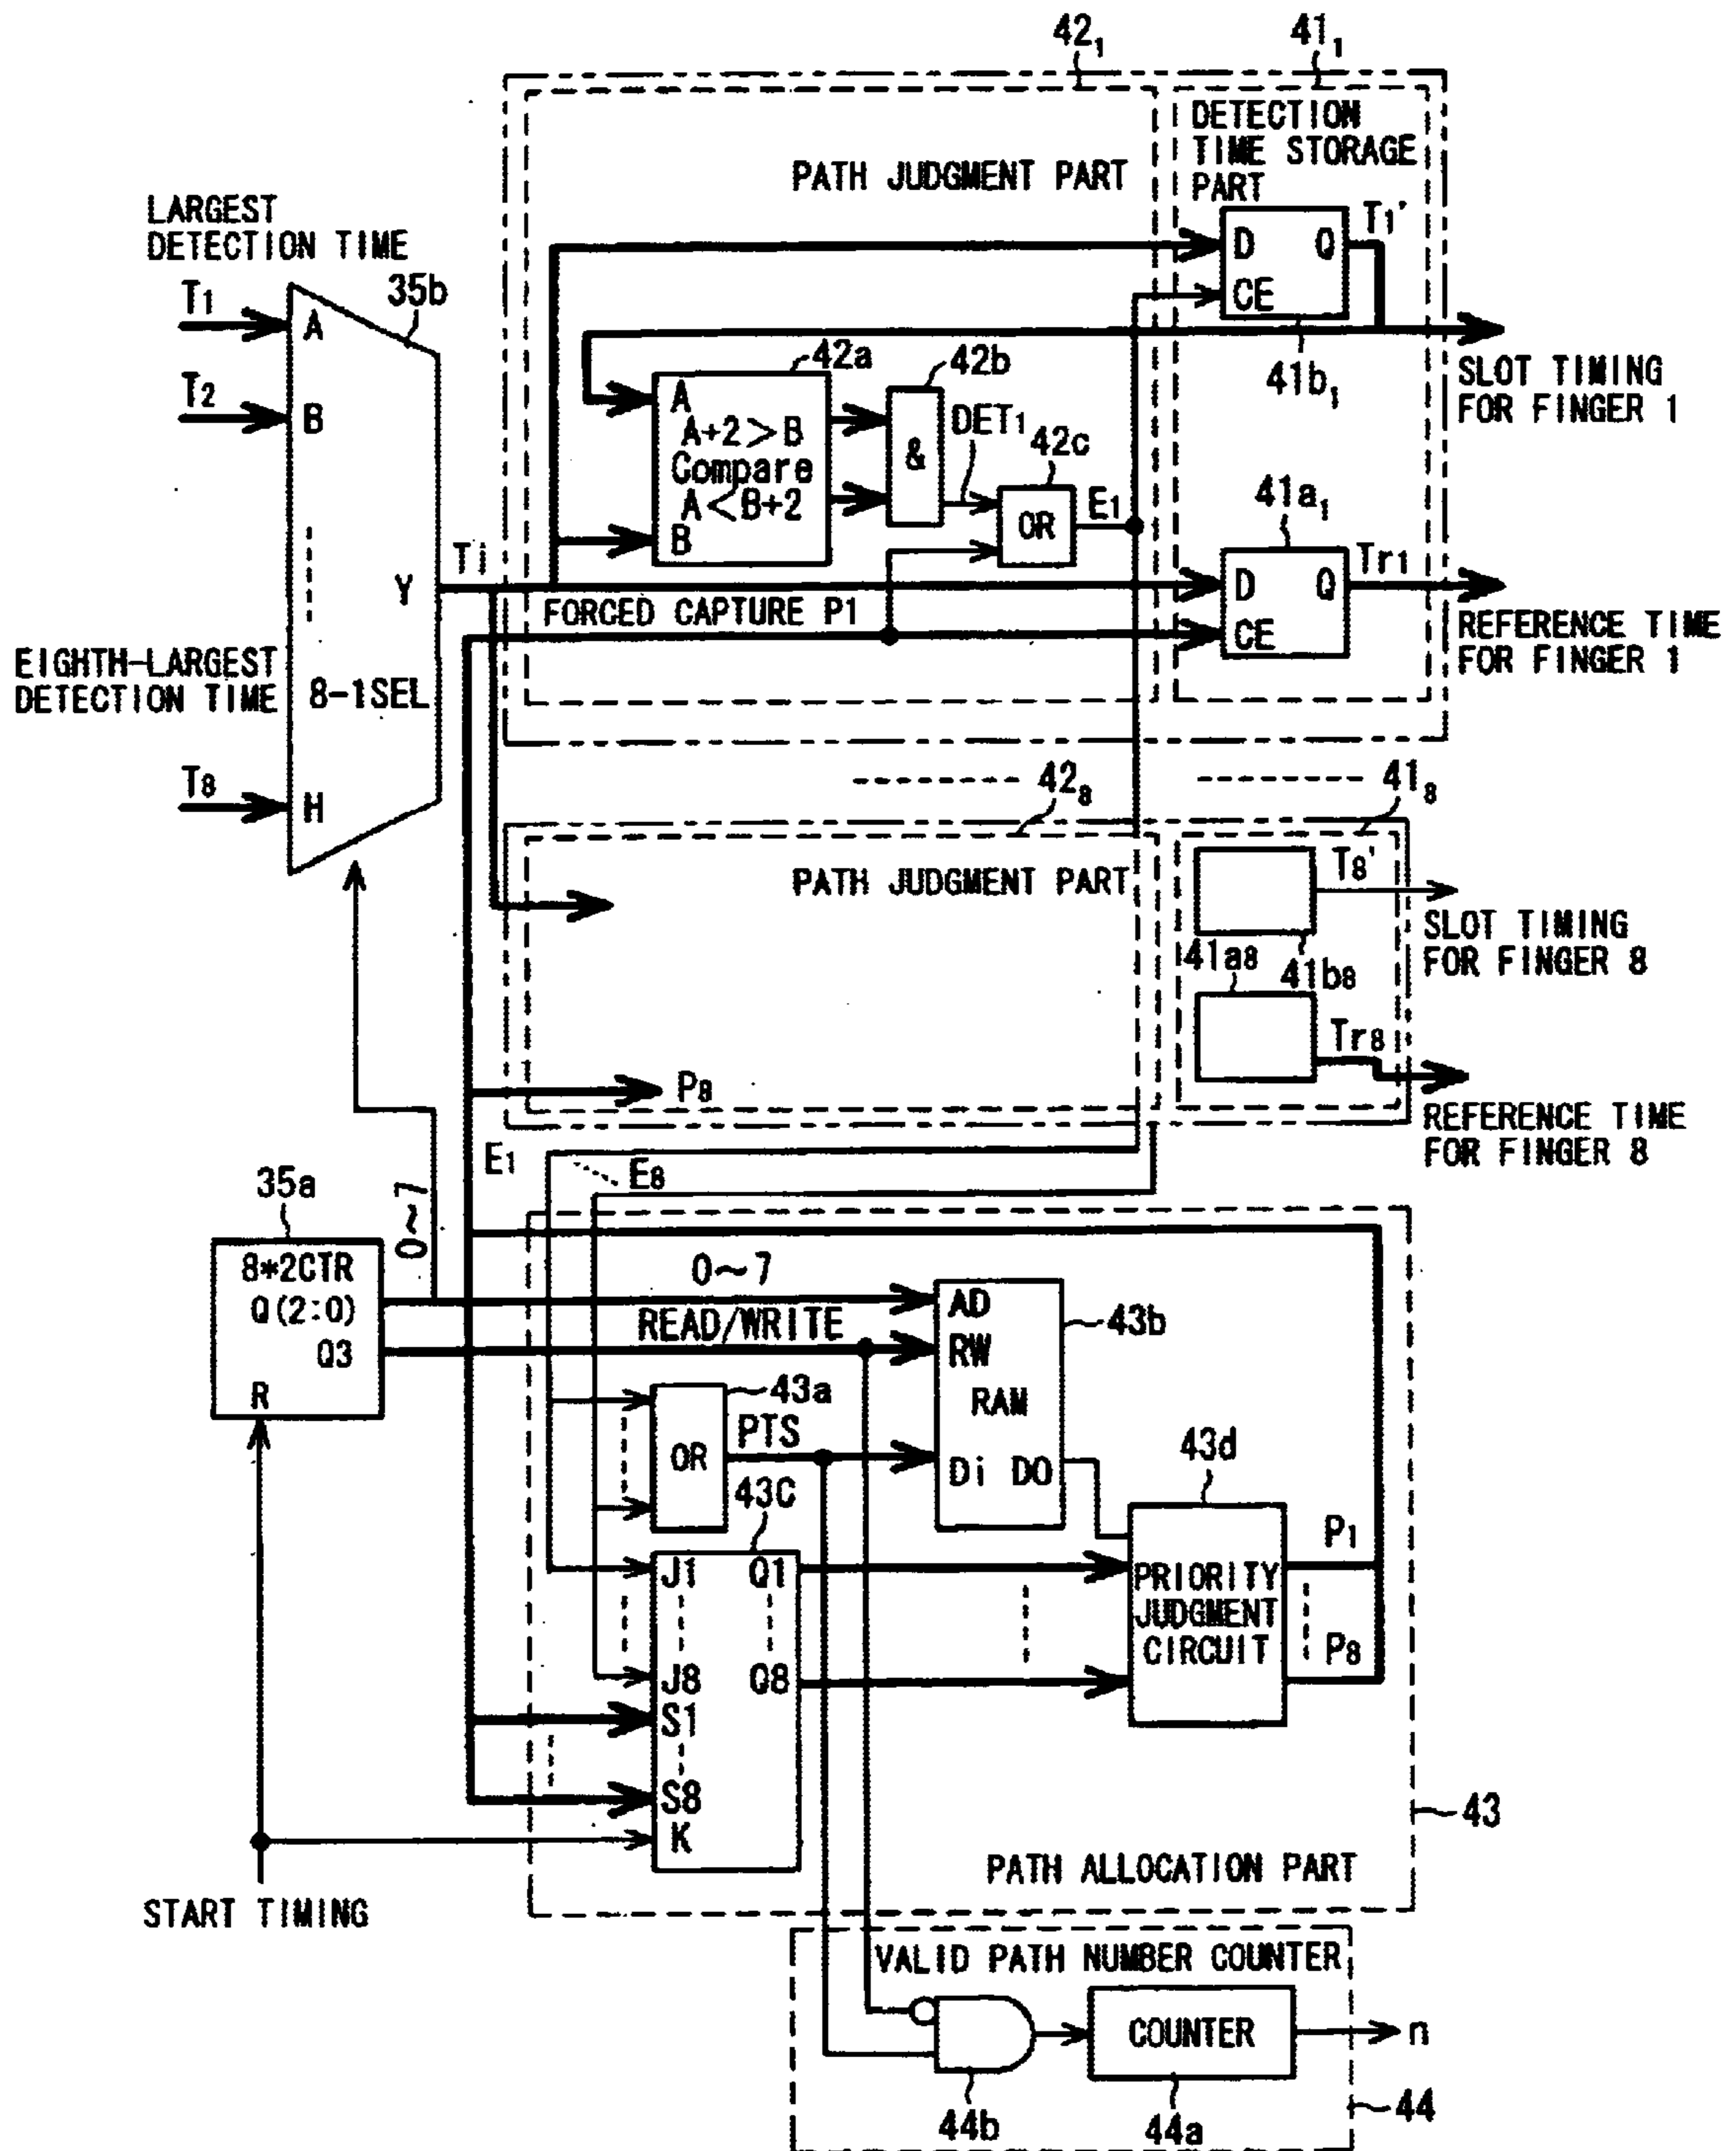 42₁
41₁
DETECTION
TIME STORAGE
PART
PATH JUDGMENT PART
LARGEST
DETECTION TIME
T1
35b
A
T2
B
D
Q
T1'
CE
41b₁
SLOT TIMING
FOR FINGER 1
42a
42b
A
A+2>B
Compare
A<B+2
B
&
DET1
42c
OR
E1
41a₁
Ti
Y
D
Q
Tr1
FORCED CAPTURE P1
CE
REFERENCE TIME
FOR FINGER 1
EIGHTH-LARGEST
DETECTION TIME
8-1SEL
T8
H
42₈
41₈
PATH JUDGMENT PART
T8'
SLOT TIMING
FOR FINGER 8
41a8
41b8
Tr8
P8
REFERENCE TIME
FOR FINGER 8
E1
E8
35a
0~7
8*2CTR
Q(2:0)
Q3
R
0~7
READ/WRITE
AD
RW
RAM
Di DO
43b
43a
OR
PTS
43C
43d
J1
Q1
J8
Q8
S1
S8
K
PRIORITY
JUDGMENT
CIRCUIT
P1
P8
43
PATH ALLOCATION PART
START TIMING
VALID PATH NUMBER COUNTER
COUNTER
n
44b
44a
44